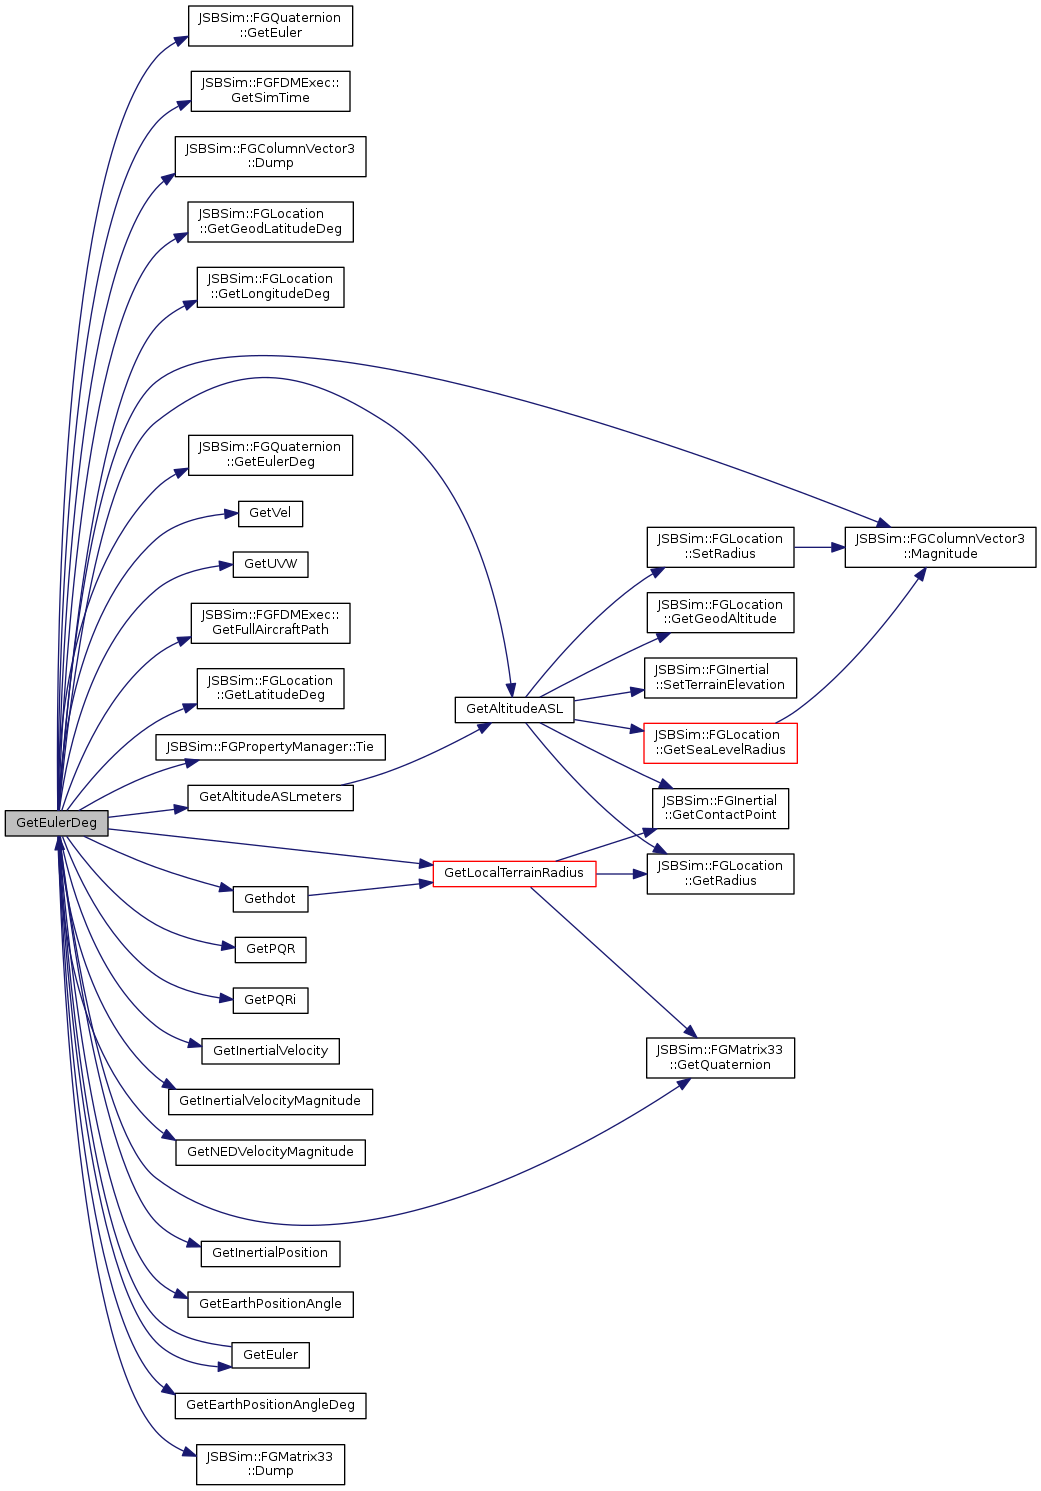 JSBSim::FGQuaternion
::GetEuler
JSBSim::FGFDMExec::
GetSimTime
JSBSim::FGColumnVector3
::Dump
JSBSim::FGLocation
::GetGeodLatitudeDeg
JSBSim::FGLocation
::GetLongitudeDeg
JSBSim::FGQuaternion
::GetEulerDeg
GetVel
GetUVW
JSBSim::FGFDMExec::
GetFullAircraftPath
JSBSim::FGLocation
::GetLatitudeDeg
JSBSim::FGPropertyManager::Tie
GetAltitudeASLmeters
GetEulerDeg
Gethdot
GetPQR
GetPQRi
GetInertialVelocity
GetInertialVelocityMagnitude
GetNEDVelocityMagnitude
GetInertialPosition
GetEarthPositionAngle
GetEuler
GetEarthPositionAngleDeg
JSBSim::FGMatrix33
::Dump
GetAltitudeASL
GetLocalTerrainRadius
JSBSim::FGLocation
::SetRadius
JSBSim::FGLocation
::GetGeodAltitude
JSBSim::FGInertial
::SetTerrainElevation
JSBSim::FGLocation
::GetSeaLevelRadius
JSBSim::FGInertial
::GetContactPoint
JSBSim::FGLocation
::GetRadius
JSBSim::FGMatrix33
::GetQuaternion
JSBSim::FGColumnVector3
::Magnitude